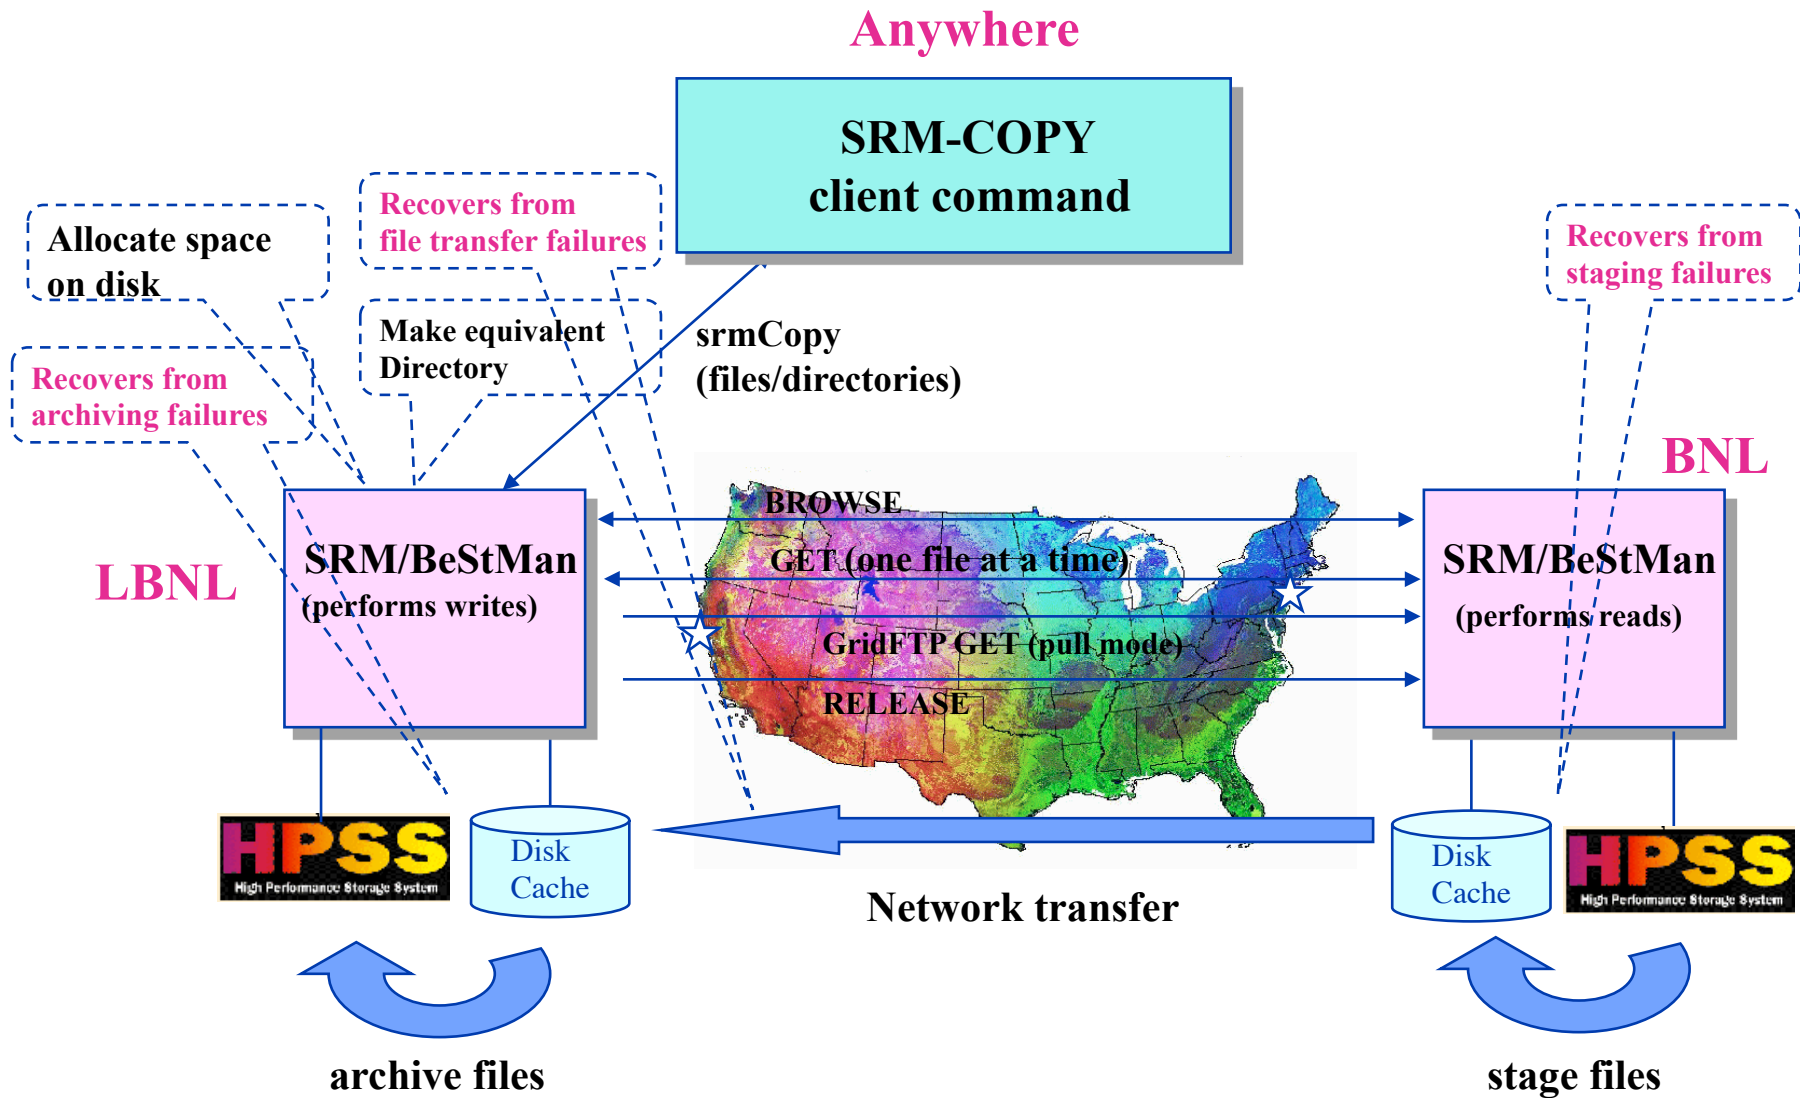 Anywhere
SRM-COPY
client command
Recovers from
file transfer failures
Allocate space
on disk
Recovers from
staging failures
Make equivalent
Directory
srmCopy
(files/directories)
Recovers from
archiving failures
BNL
BROWSE
GET (one file at a time)
SRM/BeStMan
(performs writes)
LBNL
SRM/BeStMan
(performs reads)
GridFTP GET (pull mode)
RELEASE
HPSS
High Performance Storage System
Disk
Cache
Disk
Cache
HPSS
High Performance Storage System
Network transfer
archive files
stage files